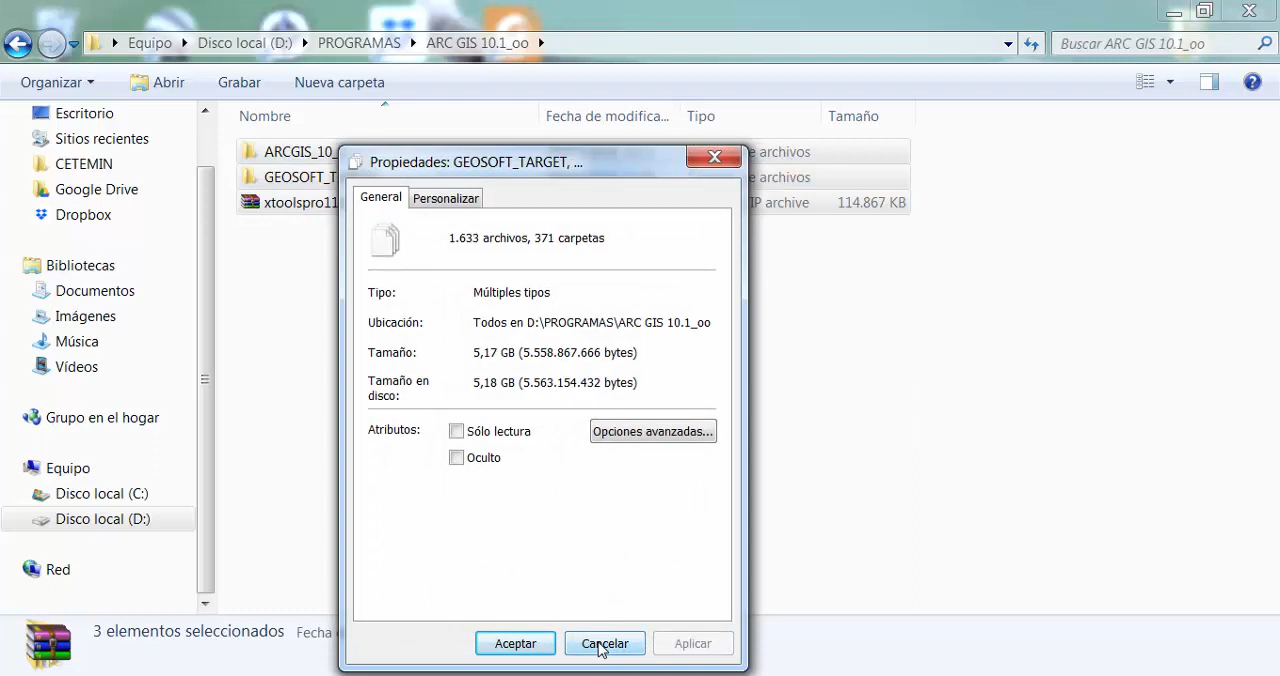 Equipo Disco local (D:) PROGRAMAS ARC GIS 10.1_oo Buscar ARC GIS 10.1_oo
Organizar Abrir Grabar Nueva carpeta
Escritorio
Sitios recientes
CETEMIN
Google Drive
Dropbox
Bibliotecas
Documentos
Imágenes
Música
Vídeos
Grupo en el hogar
Equipo
Disco local (C:)
Disco local (D:)
Red
Nombre Fecha de modifica... Tipo Tamaño
ARCGIS_10_ e archivos
GEOSOFT_T e archivos
xtoolspro11 IP archive 114.867 KB
Propiedades: GEOSOFT_TARGET, ...
General Personalizar
1.633 archivos, 371 carpetas
Tipo: Múltiples tipos
Ubicación: Todos en D:\PROGRAMAS\ARC GIS 10.1_oo
Tamaño: 5,17 GB (5.558.867.666 bytes)
Tamaño en disco: 5,18 GB (5.563.154.432 bytes)
Atributos: Sólo lectura Opciones avanzadas...
Oculto
Aceptar Cancelar Aplicar
3 elementos seleccionados Fecha